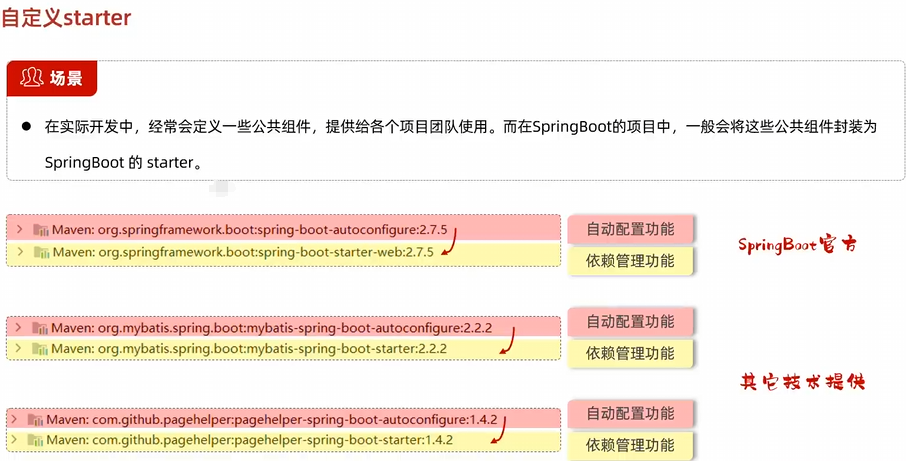 自定义starter
场景
● 在实际开发中，经常会定义一些公共组件，提供给各个项目团队使用。而在SpringBoot的项目中，一般会将这些公共组件封装为
SpringBoot 的 starter。
Maven: org.springframework.boot:spring-boot-autoconfigure:2.7.5
自动配置功能
Maven: org.springframework.boot:spring-boot-starter-web:2.7.5
依赖管理功能
SpringBoot官方
Maven: org.mybatis.spring.boot:mybatis-spring-boot-autoconfigure:2.2.2
自动配置功能
Maven: org.mybatis.spring.boot:mybatis-spring-boot-starter:2.2.2
依赖管理功能
其它技术提供
Maven: com.github.pagehelper:pagehelper-spring-boot-autoconfigure:1.4.2
自动配置功能
Maven: com.github.pagehelper:pagehelper-spring-boot-starter:1.4.2
依赖管理功能